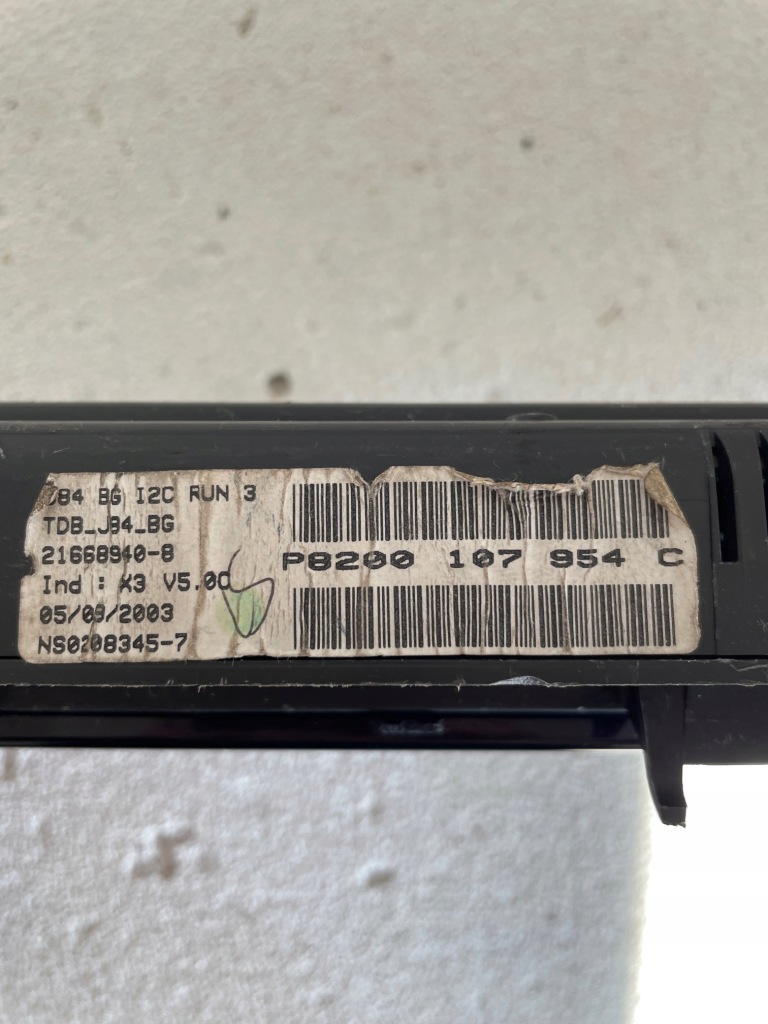 J84 BG I2C RUN 3
TDB_J84_BG
21668940-8
Ind : X3 V5.00
05/09/2003
NS0208345-7
P8200 107 954 C